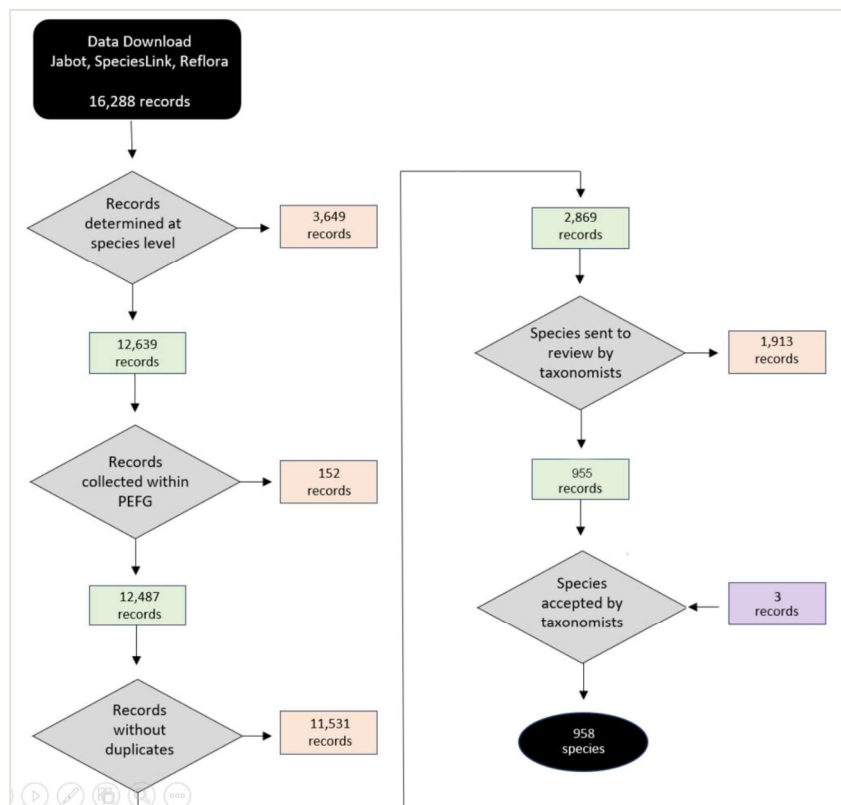 Data Download
Jabot, SpeciesLink, Reflora
16,288 records
Records
determined at
species level
3,649
records
12,639
records
Records
collected within
PEFG
152
records
12,487
records
Records
without
duplicates
11,531
records
2,869
records
Species sent to
review by
taxonomists
1,913
records
955
records
Species
accepted by
taxonomists
3
records
958
species